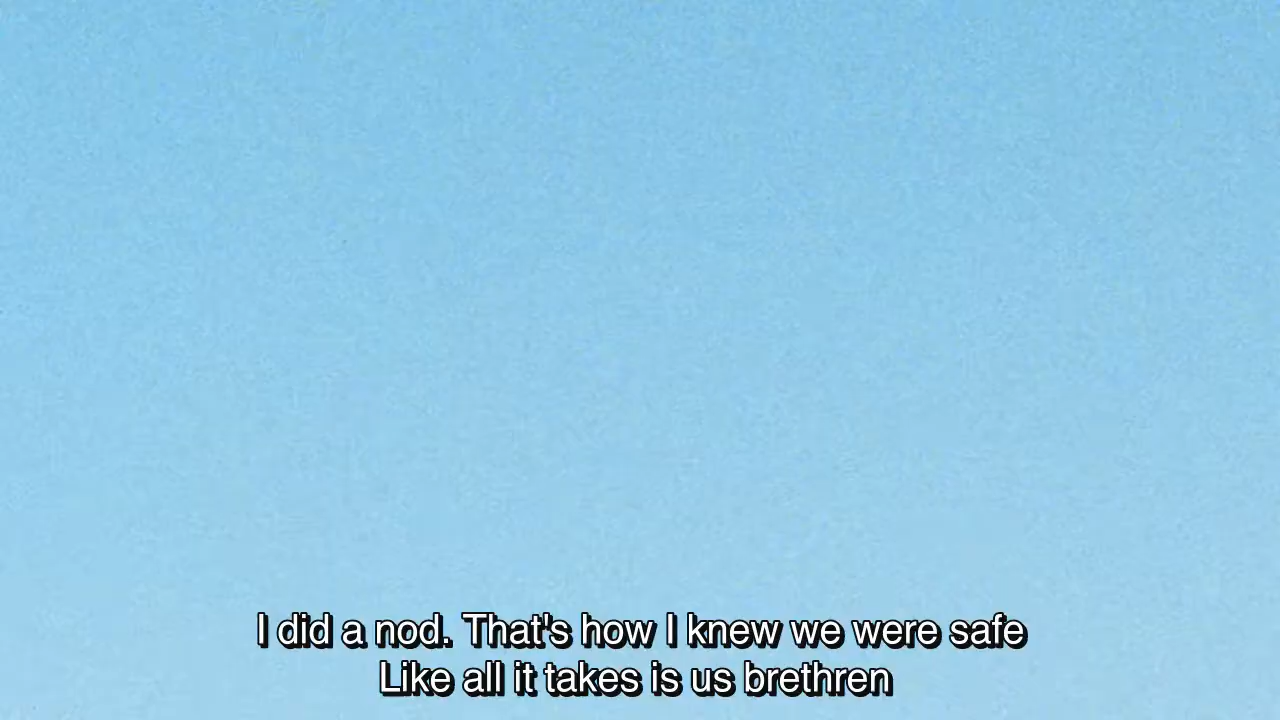 I did a nod. That's how I knew we were safe
Like all it takes is us brethren